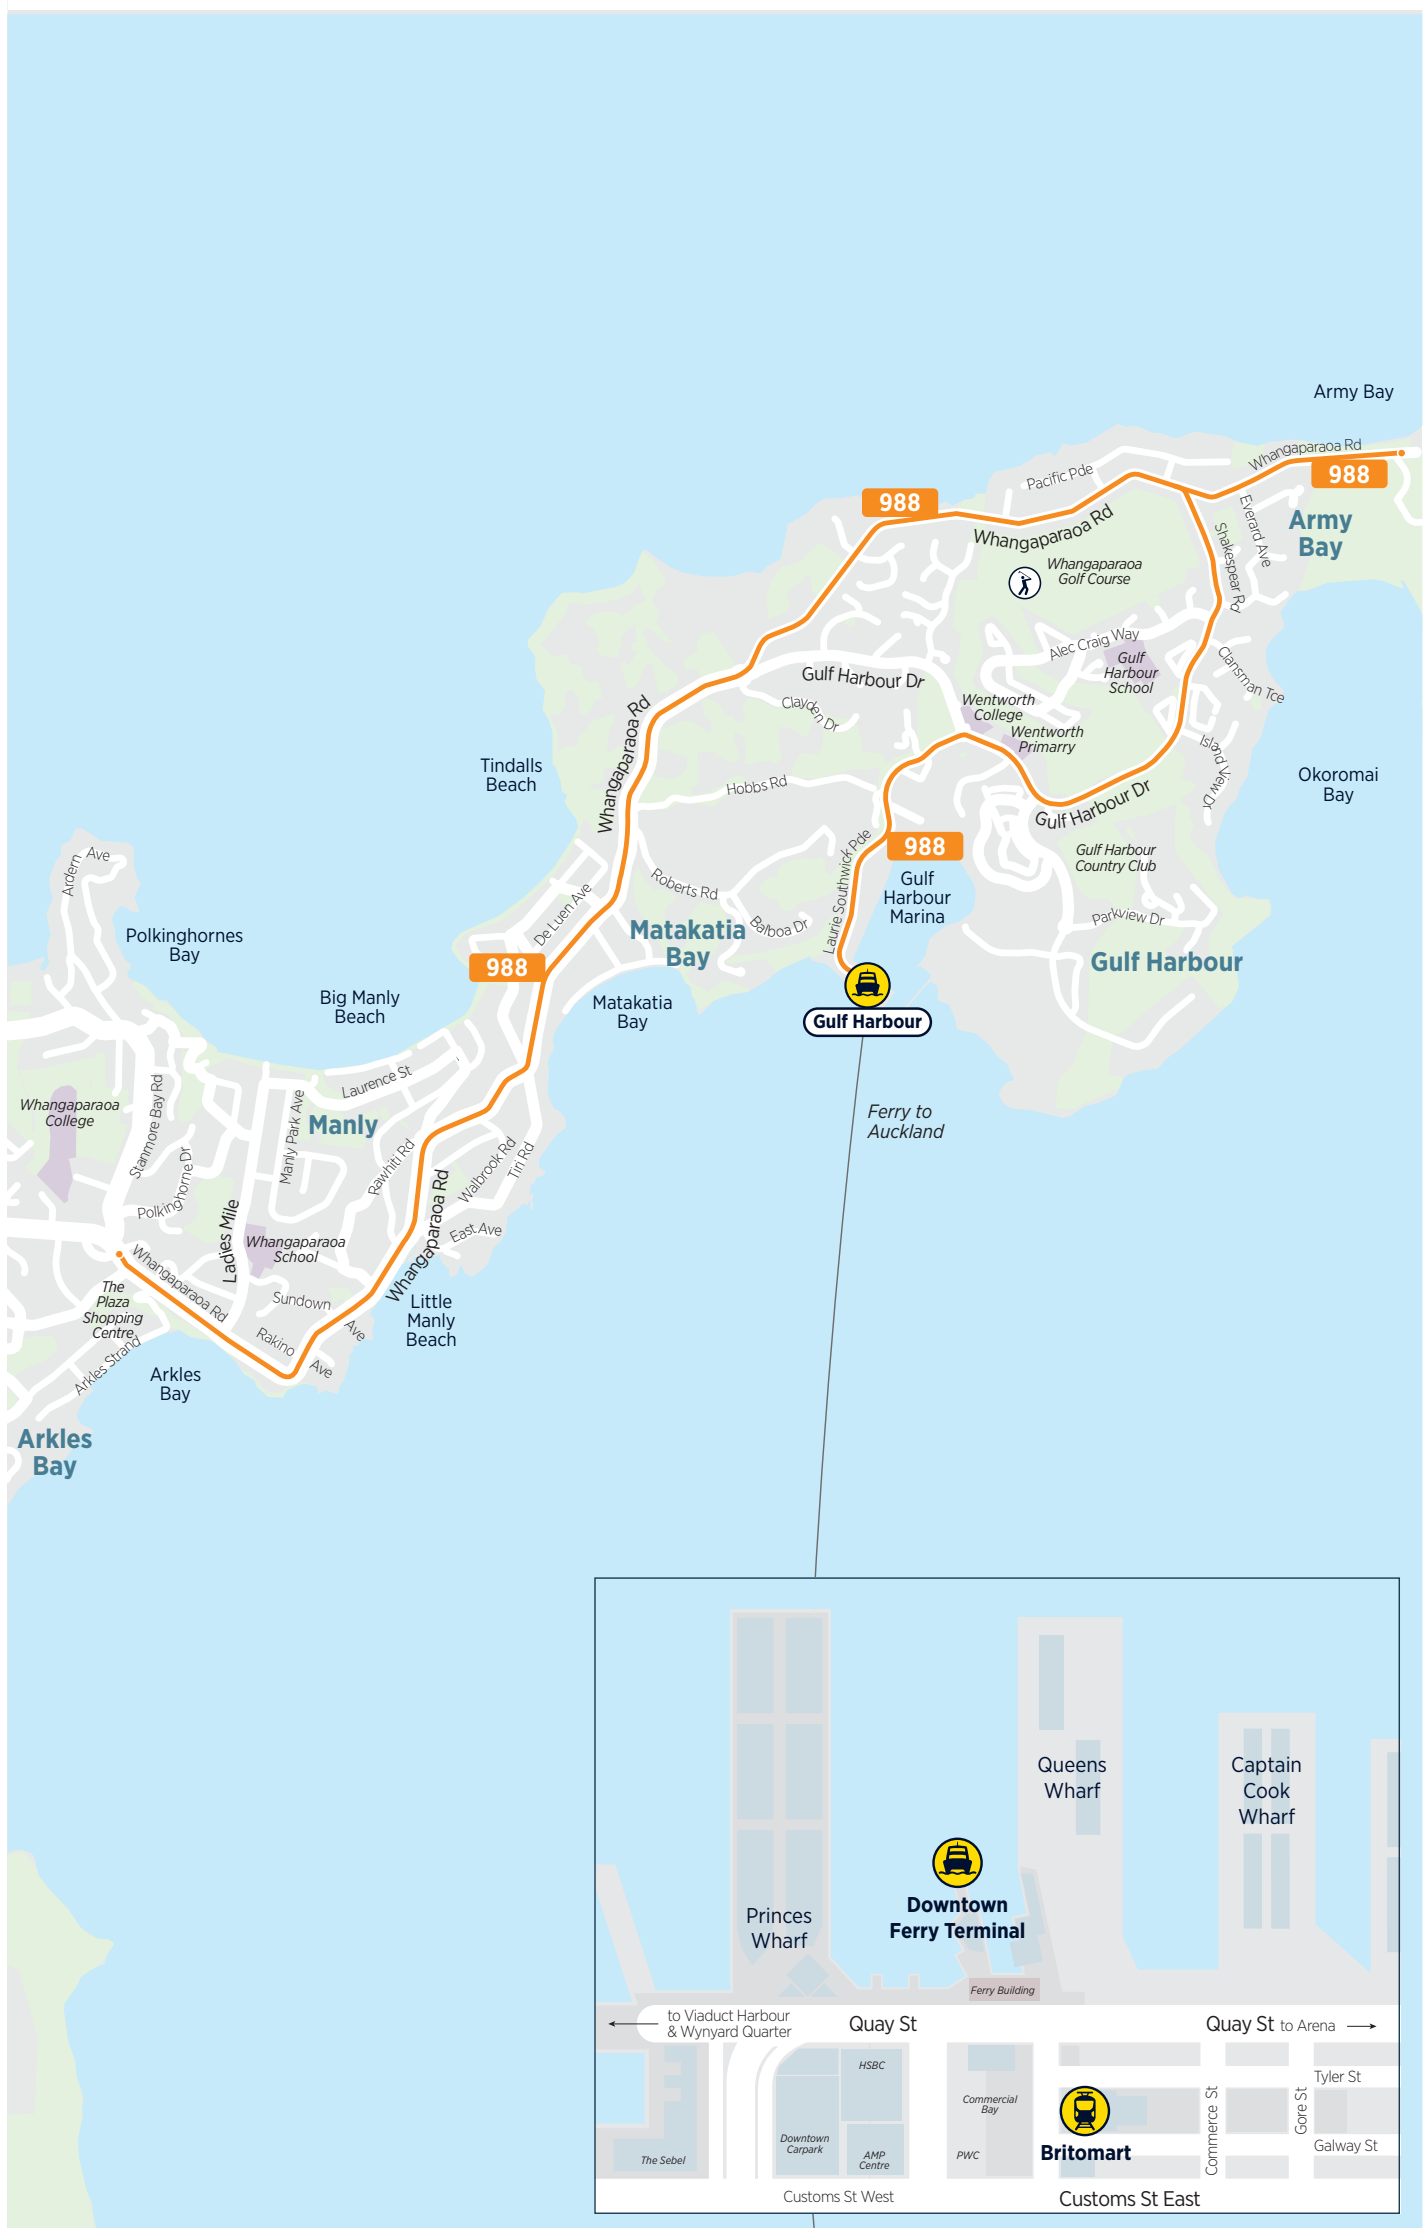 Army Bay
Whangaparaoa Rd
988
Pacific Pde
988
Everard Ave
Army
Bay
Whangaparaoa Rd
Shakespear Rd
Whangaparaoa
Golf Course
Alec Craig Way
Gulf
Harbour
School
Clansman Tce
Gulf Harbour Dr
Clayden Dr
Wentworth
College
Wentworth
Primarry
Whangaparaoa Rd
Island View Dr
Tindalls
Beach
Okoromai
Bay
Hobbs Rd
Gulf Harbour Dr
988
Gulf Harbour
Country Club
Ardern Ave
Laurie Southwick Pde
Gulf
Harbour
Marina
Roberts Rd
De Luen Ave
Balboa Dr
Parkview Dr
Polkinghornes
Bay
Matakatia
Bay
988
Gulf Harbour
Big Manly
Beach
Matakatia
Bay
Gulf Harbour
Laurence St
Whangaparaoa
College
Stanmore Bay Rd
Manly Park Ave
Manly
Ferry to
Auckland
Rawhiti Rd
Walbrook Rd
Tiri Rd
Polkinghorne Dr
Ladies Mile
Whangaparaoa
School
Whangaparaoa Rd
East Ave
Whangaparaoa Rd
The
Plaza
Shopping
Centre
Sundown Ave
Little
Manly
Beach
Rakino Ave
Arkles Strand
Arkles
Bay
Arkles
Bay
Queens
Wharf
Captain
Cook
Wharf
Downtown
Ferry Terminal
Princes
Wharf
Ferry Building
to Viaduct Harbour
& Wynyard Quarter
Quay St
Quay St to Arena
HSBC
Tyler St
Commercial
Bay
Commerce St
Gore St
Downtown
Carpark
Galway St
Britomart
The Sebel
AMP
Centre
PWC
Customs St West
Customs St East